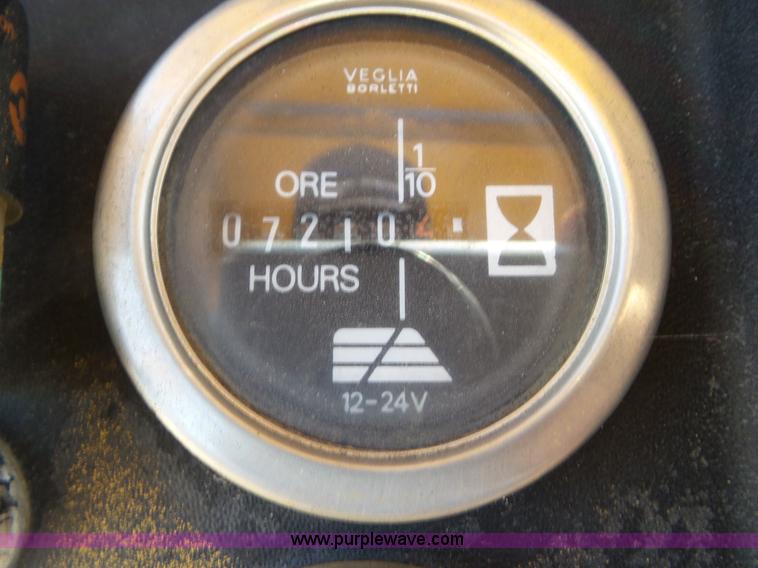 VEGLIA
BORLETTI
ORE
1/10
07210
HOURS
12-24V
www.purplewave.com